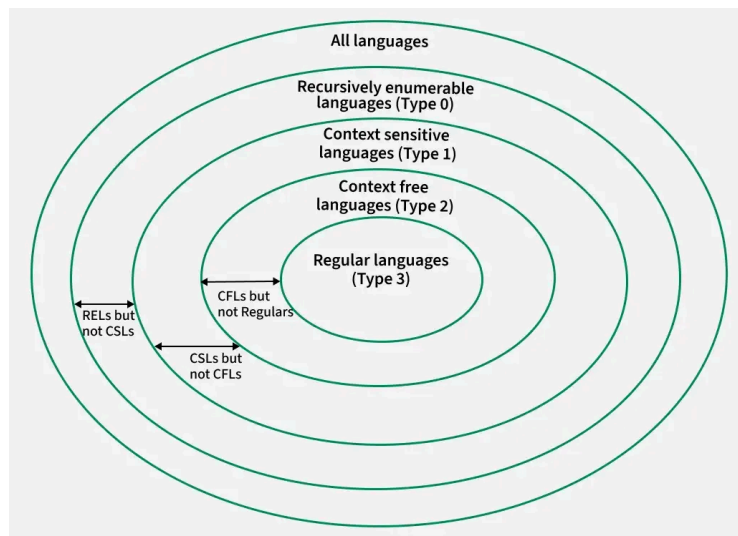 All languages
Recursively enumerable
languages (Type 0)
Context sensitive
languages (Type 1)
Context free
languages (Type 2)
Regular languages
(Type 3)
CFLs but
not Regulars
RELs but
not CSLs
CSLs but
not CFLs